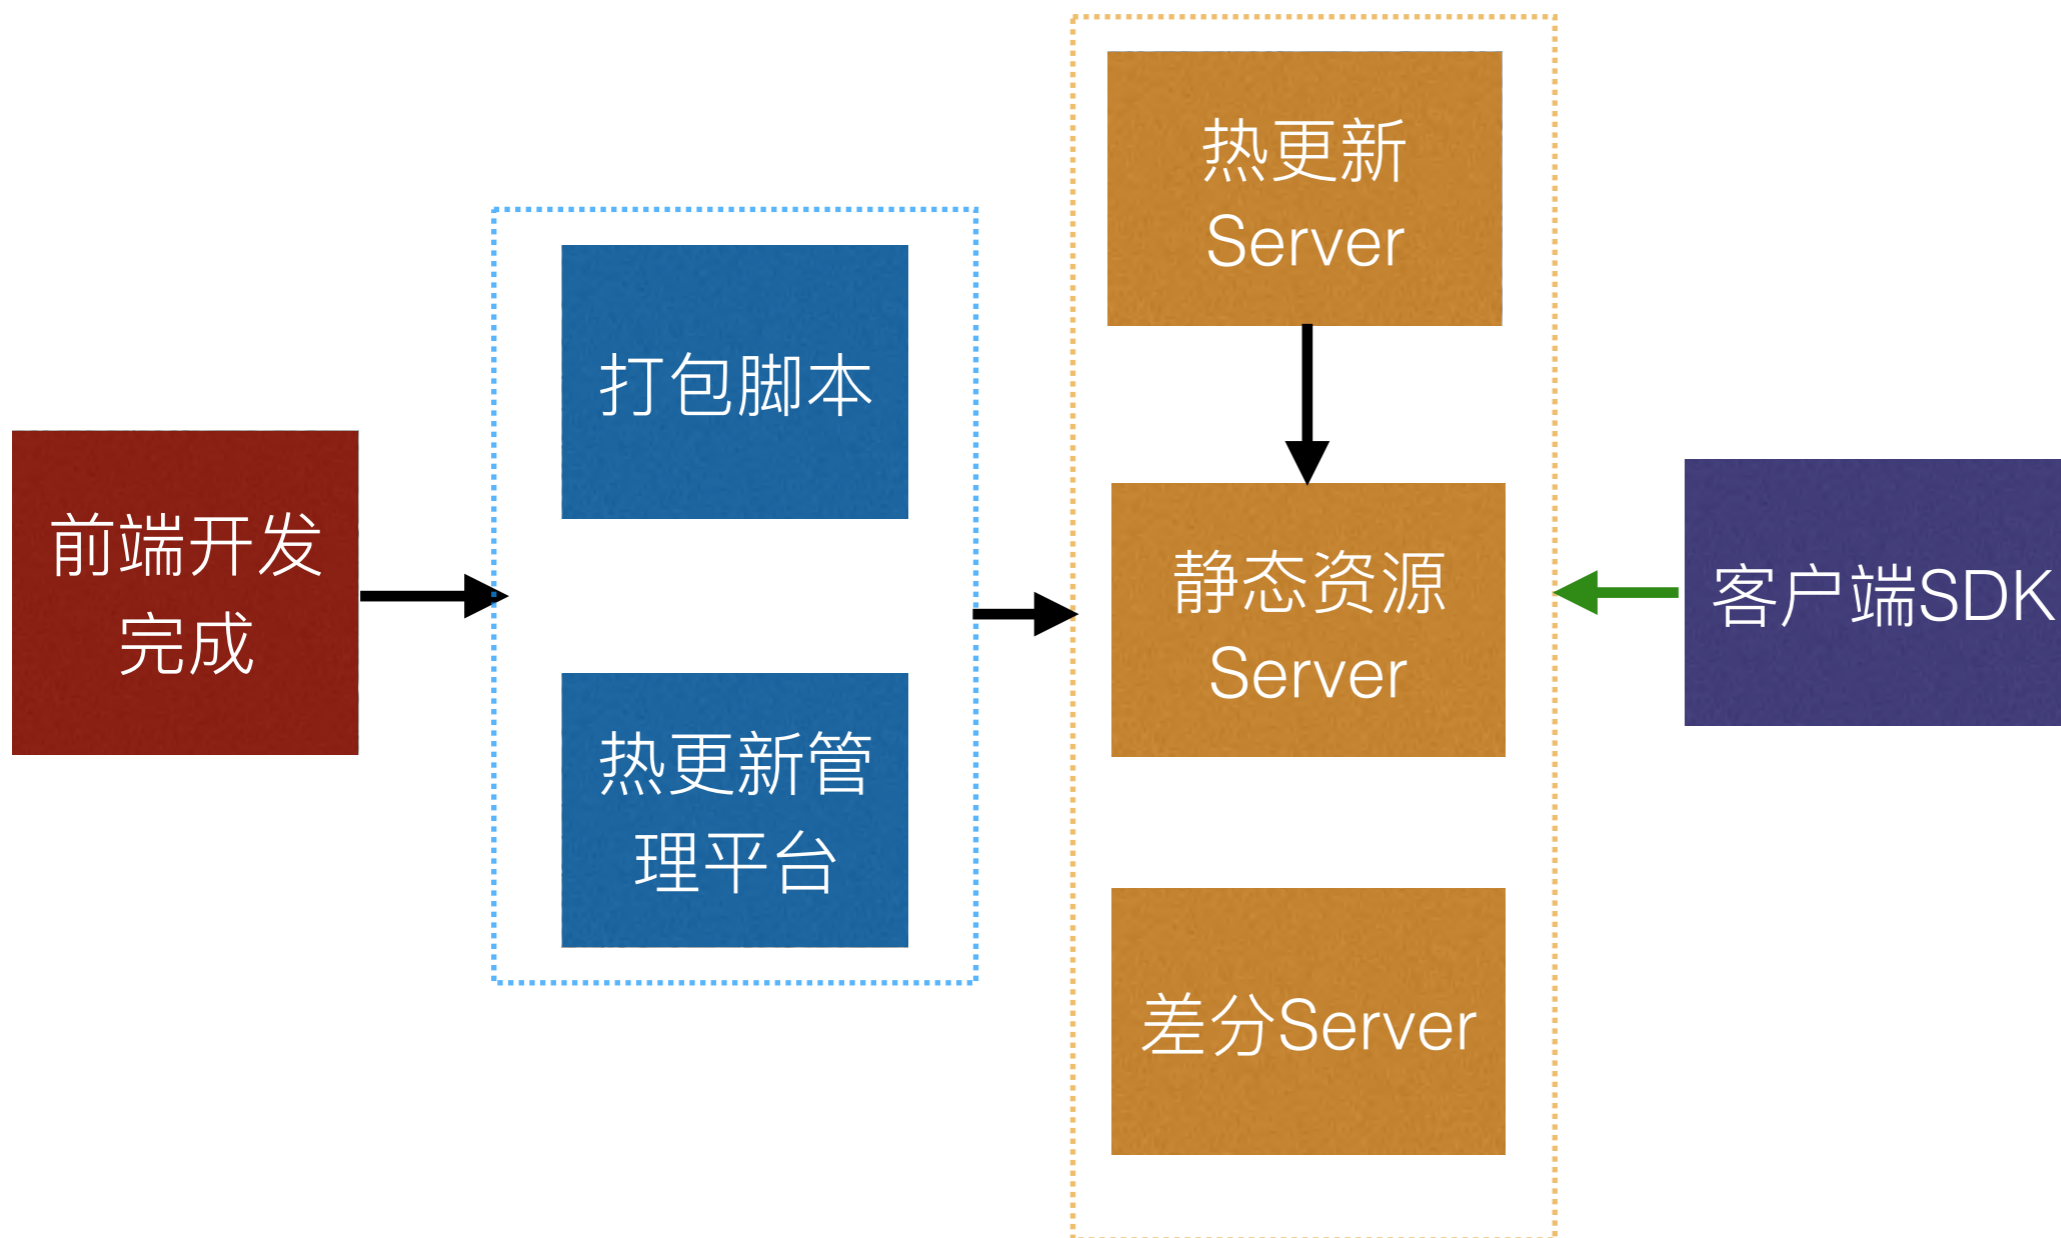 前端开发
完成
打包脚本
热更新管
理平台
热更新
Server
静态资源
Server
差分Server
客户端SDK